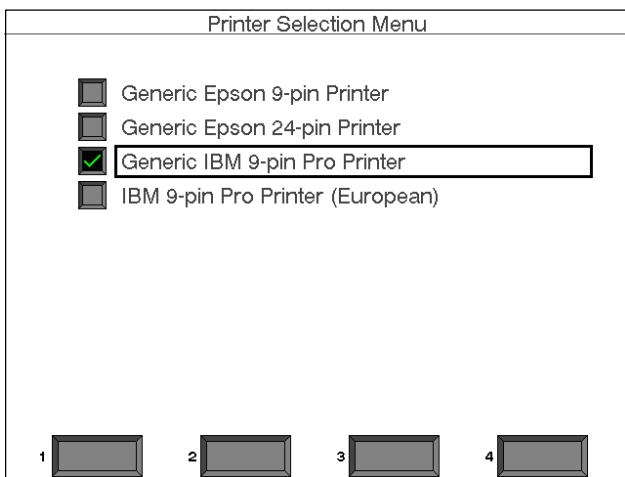 Printer Selection Menu
Generic Epson 9-pin Printer
Generic Epson 24-pin Printer
Generic IBM 9-pin Pro Printer
IBM 9-pin Pro Printer (European)
1 2 3 4